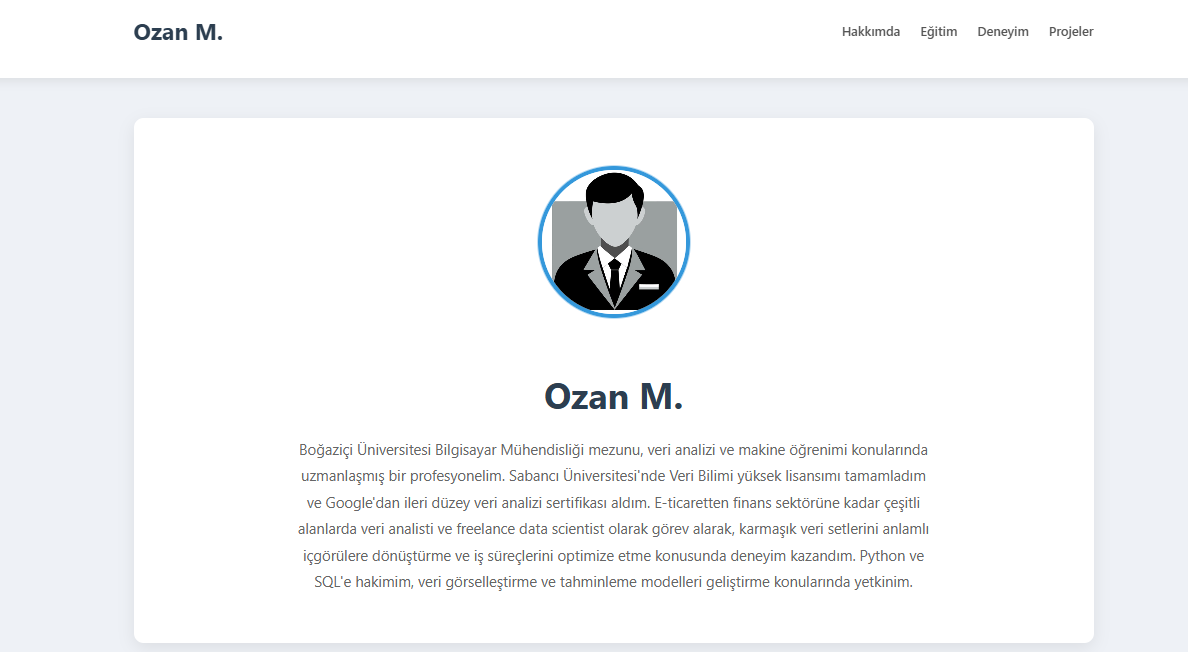 Ozan M.
Hakkımda Eğitim Deneyim Projeler
Ozan M.
Boğaziçi Üniversitesi Bilgisayar Mühendisliği mezunu, veri analizi ve makine öğrenimi konularında
uzmanlaşmış bir profesyonelim. Sabancı Üniversitesi'nde Veri Bilimi yüksek lisansımı tamamladım
ve Google'dan ileri düzey veri analizi sertifikası aldım. E-ticaretten finans sektörüne kadar çeşitli
alanlarda veri analisti ve freelance data scientist olarak görev alarak, karmaşık veri setlerini anlamlı
içgörülere dönüştürme ve iş süreçlerini optimize etme konusunda deneyim kazandım. Python ve
SQL'e hakimim, veri görselleştirme ve tahminleme modelleri geliştirme konularında yetkinim.